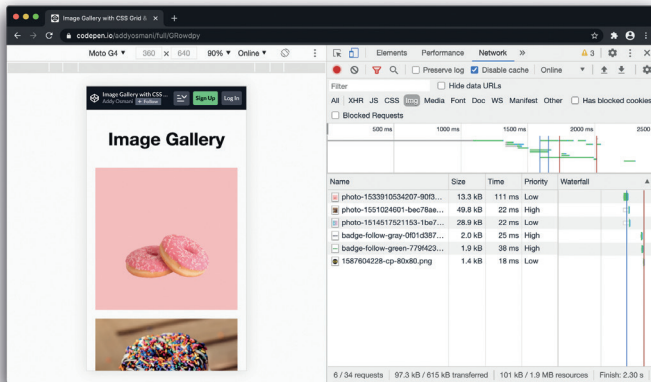 Image Gallery with CSS Grid &
codepen.io/addyosmani/full/GRowdpy
Moto G4 360 x 640 90% Online
Elements Performance Network » 3
Preserve log Disable cache Online
Filter Hide data URLs
All XHR JS CSS Img Media Font Doc WS Manifest Other Has blocked cookies
Blocked Requests
500 ms 1000 ms 1500 ms 2000 ms 2500
Name Size Time Priority Waterfall
photo-1533910534207-90f3... 13.3 kB 111 ms Low
photo-1551024601-bec78ae... 49.8 kB 22 ms High
photo-1514517521153-1be7... 28.9 kB 22 ms Low
badge-follow-gray-0f01d387... 2.0 kB 25 ms High
badge-follow-green-779f423... 1.9 kB 38 ms High
1587604228-cp-80x80.png 1.4 kB 18 ms Low
6 / 34 requests 97.3 kB / 615 kB transferred 101 kB / 1.9 MB resources Finish: 2.30 s
Image Gallery with CSS ...
Addy Osmani + Follow
Sign Up Log In
Image Gallery